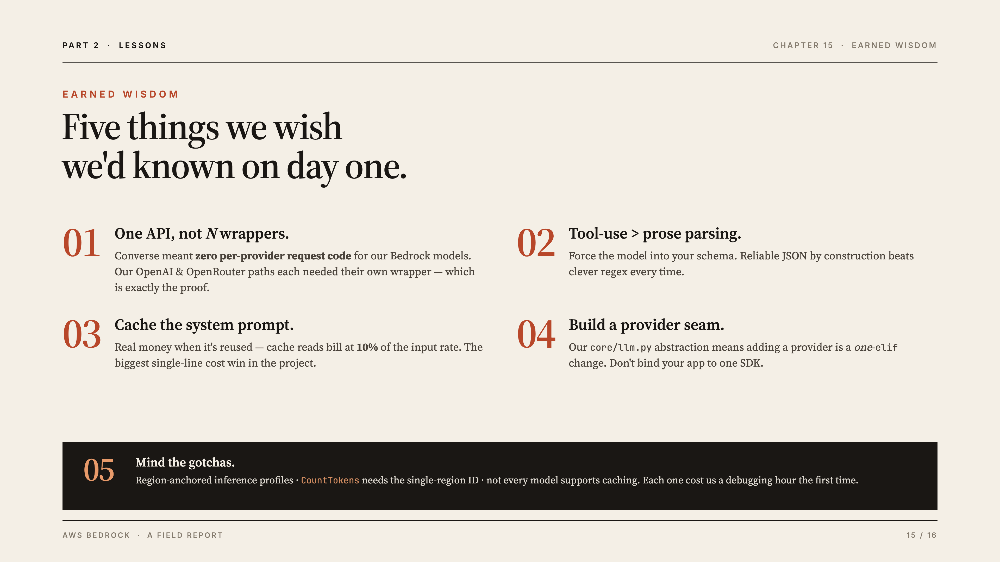 PART 2 · LESSONS
CHAPTER 15 · EARNED WISDOM
EARNED WISDOM
Five things we wish
we'd known on day one.
01
One API, not N wrappers.
Converse meant zero per-provider request code for our Bedrock models.
Our OpenAI & OpenRouter paths each needed their own wrapper — which
is exactly the proof.
02
Tool-use > prose parsing.
Force the model into your schema. Reliable JSON by construction beats
clever regex every time.
03
Cache the system prompt.
Real money when it's reused — cache reads bill at 10% of the input rate. The
biggest single-line cost win in the project.
04
Build a provider seam.
Our core/llm.py abstraction means adding a provider is a one-elif
change. Don't bind your app to one SDK.
05
Mind the gotchas.
Region-anchored inference profiles · CountTokens needs the single-region ID · not every model supports caching. Each one cost us a debugging hour the first time.
AWS BEDROCK · A FIELD REPORT
15 / 16